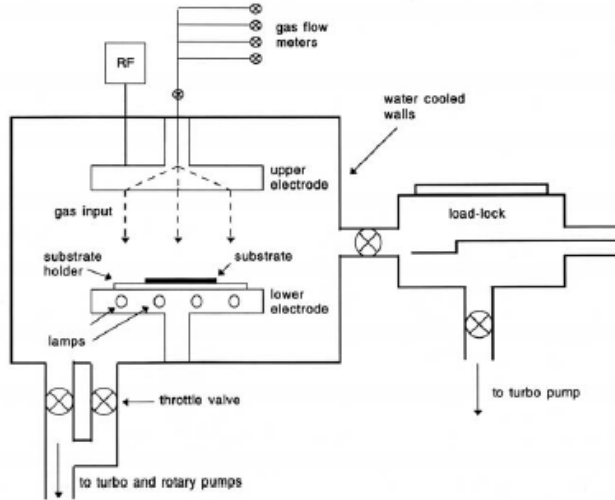 gas flow
meters
RF
water cooled
walls
upper
electrode
gas input
load-lock
substrate
holder
substrate
lower
electrode
lamps
throttle valve
to turbo pump
to turbo and rotary pumps